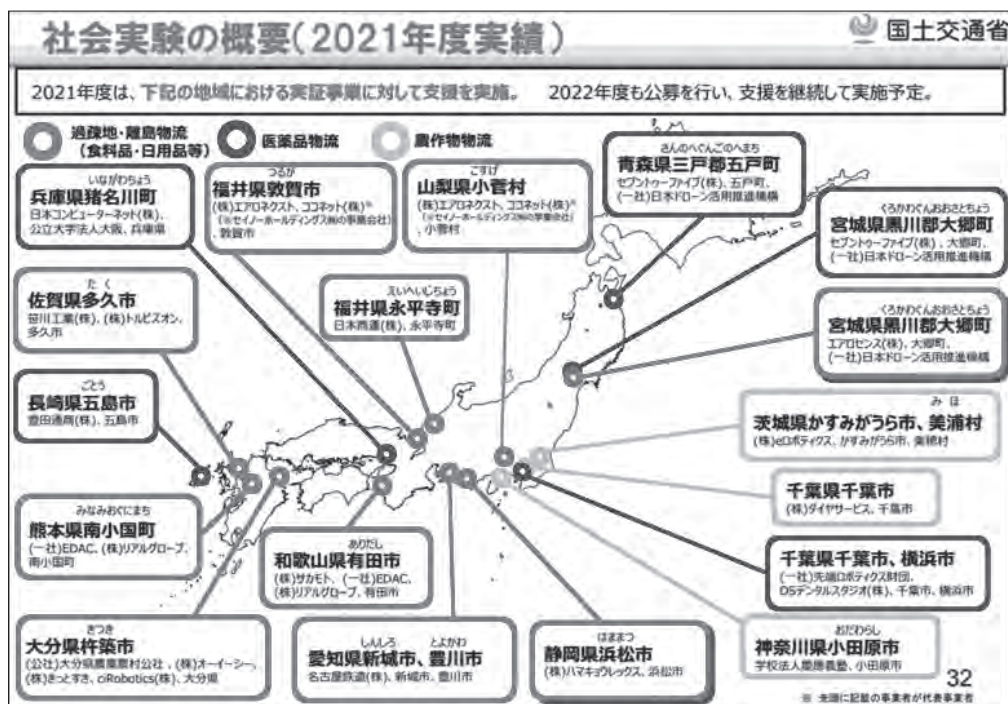 社会実験の概要(2021年度実績)
国土交通省
2021年度は、下記の地域における実証事業に対して支援を実施。 2022年度も公募を行い、支援を継続して実施予定。
過疎地・離島物流
(食料品・日用品等)
医薬品物流
農作物物流
いながわちょう
兵庫県猪名川町
日本コンピューターネット(株)、
公立大学法人大阪、兵庫県
つるが
福井県敦賀市
(株)エアロネクスト、ココネット(株)※
(※セイノーホールディングス㈱の事業会社)
、敦賀市
こすげ
山梨県小菅村
(株)エアロネクスト、ココネット(株)※
(※セイノーホールディングス㈱の事業会社)
、小菅村
さんのへぐんごのへまち
青森県三戸郡五戸町
セブントゥーファイブ(株)、五戸町、
(一社)日本ドローン活用推進機構
くろかわぐんおおさとちょう
宮城県黒川郡大郷町
セブントゥーファイブ(株)、大郷町、
(一社)日本ドローン活用推進機構
たく
佐賀県多久市
笹川工業(株)、(株)トルビズオン、
多久市
えいへいじちょう
福井県永平寺町
日本商運(株)、永平寺町
くろかわぐんおおさとちょう
宮城県黒川郡大郷町
エアロセンス(株)、大郷町、
(一社)日本ドローン活用推進機構
ごとう
長崎県五島市
豊田通商(株)、五島市
みほ
茨城県かすみがうら市、美浦村
(株)eロボティクス、かすみがうら市、
千葉県千葉市
(株)ダイヤサービス、千葉市
みなみおぐにまち
熊本県南小国町
(一社)EDAC、(株)リアルグローブ、
南小国町
ありだし
和歌山県有田市
(株)サカモト、(一社)EDAC、
(株)リアルグローブ、有田市
千葉県千葉市、横浜市
(一社)先端ロボティクス財団、
DSデンタルスタジオ(株)、千葉市、横浜市
きつき
大分県杵築市
(公社)大分県農業農村公社、(株)オーイーシー、
(株)きっとすき、ciRobotics(株)、大分県
しんしろ とよかわ
愛知県新城市、豊川市
名古屋鉄道(株)、新城市、豊川市
はままつ
静岡県浜松市
(株)ハマキョウレックス、浜松市
おだわらし
神奈川県小田原市
学校法人慶應義塾、小田原市
32
※ 先頭に記載の事業者が代表事業者